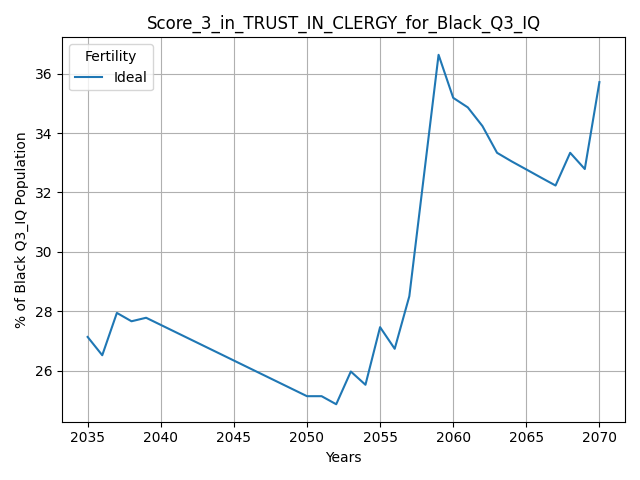 Score_3_in_TRUST_IN_CLERGY_for_Black_Q3_IQ
Fertility
Ideal
% of Black Q3_IQ Population
36
34
32
30
28
26
2035 2040 2045 2050 2055 2060 2065 2070
Years